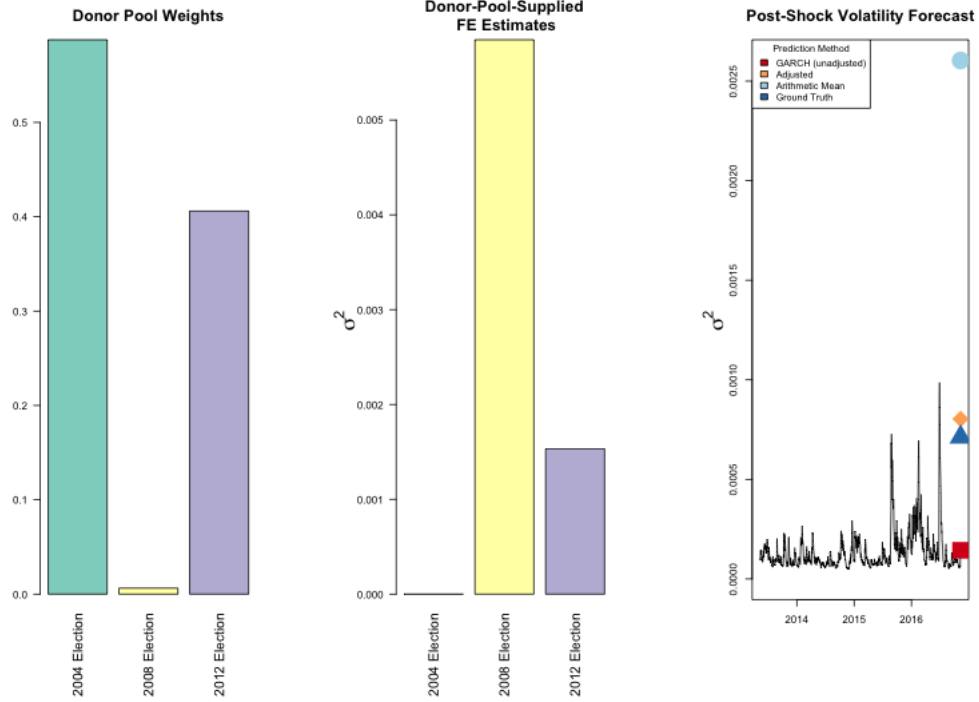 Donor Pool Weights
0.5
0.4
0.3
0.2
0.1
0.0
2004 Election
2008 Election
2012 Election
Donor-Pool-Supplied
FE Estimates
σ²
0.005
0.004
0.003
0.002
0.001
0.000
2004 Election
2008 Election
2012 Election
Post-Shock Volatility Forecast
Prediction Method
GARCH (unadjusted)
Adjusted
Arithmetic Mean
Ground Truth
σ²
0.0025
0.0020
0.0015
0.0010
0.0005
0.0000
2014
2015
2016